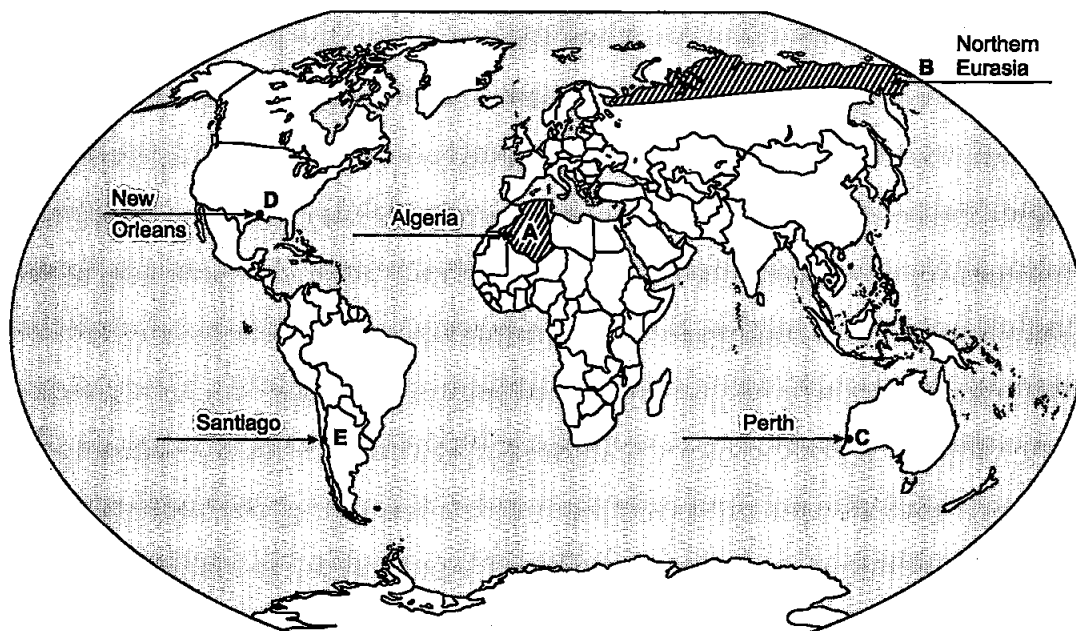 B
Northern
Eurasia
New
Orleans
D
Algeria
A
Santiago
E
Perth
C